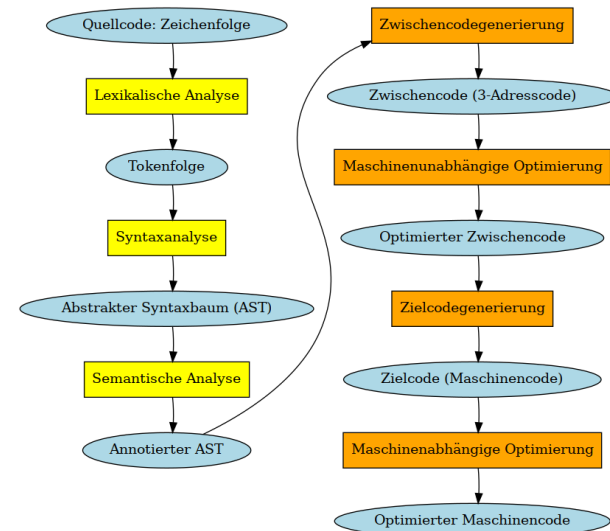 Quellcode: Zeichenfolge
Lexikalische Analyse
Tokenfolge
Syntaxanalyse
Abstrakter Syntaxbaum (AST)
Semantische Analyse
Annotierter AST
Zwischencodegenerierung
Zwischencode (3-Adresscode)
Maschinenunabhängige Optimierung
Optimierter Zwischencode
Zielcodegenerierung
Zielcode (Maschinencode)
Maschinenabhängige Optimierung
Optimierter Maschinencode